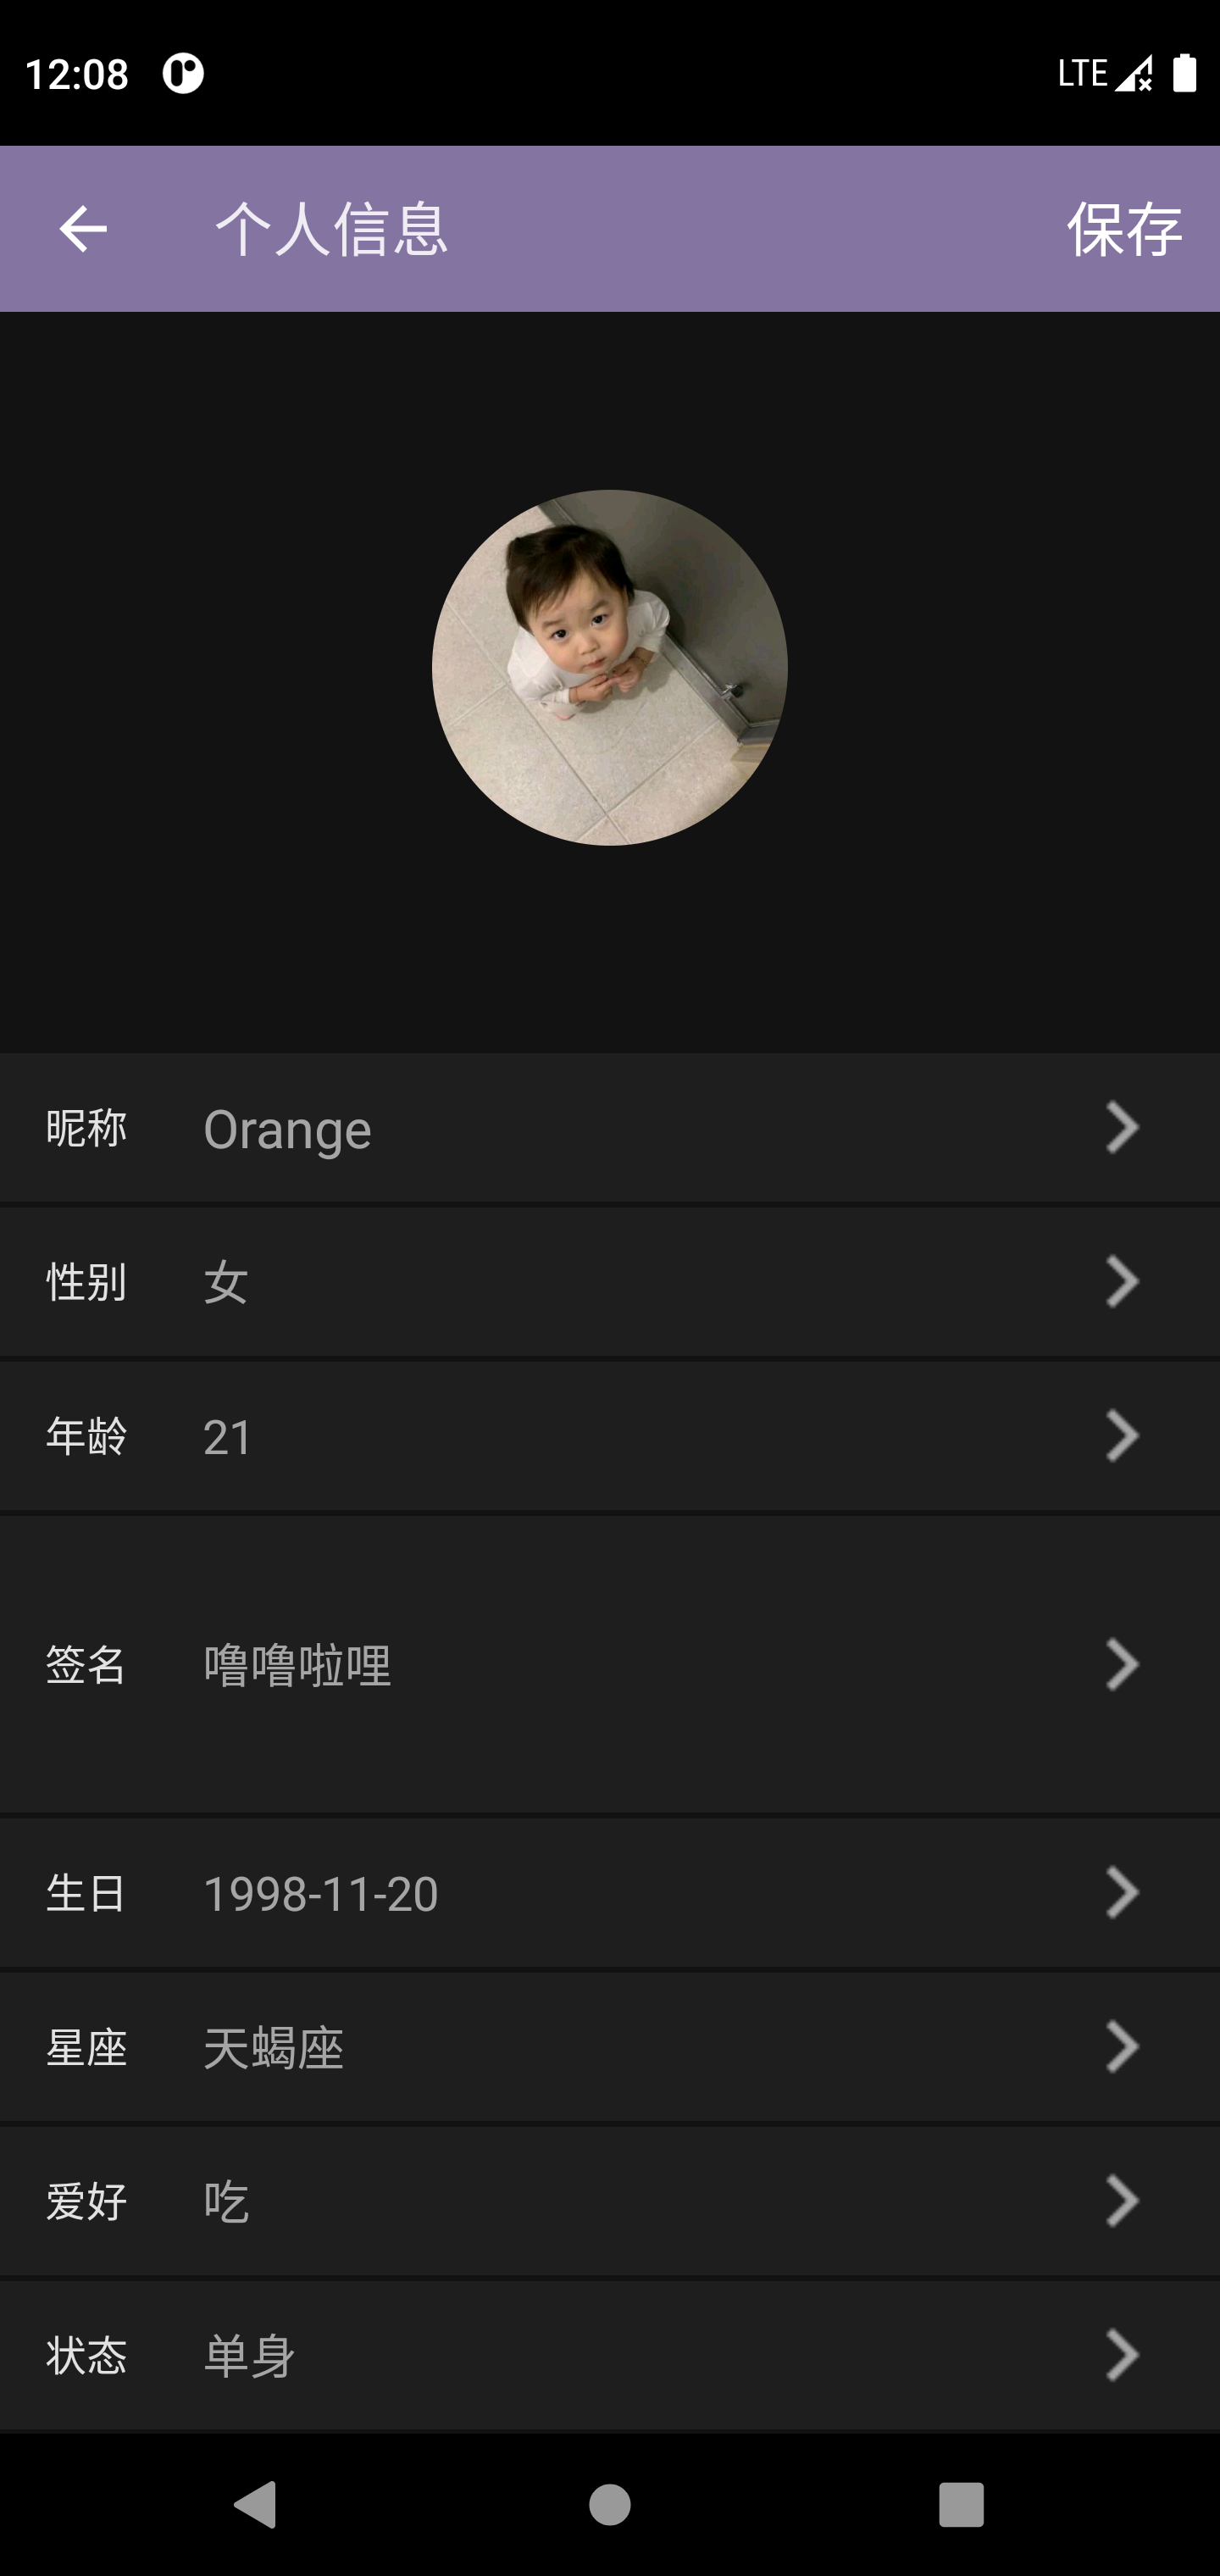 12:08 LTE
个人信息 保存
昵称 Orange
性别 女
年龄 21
签名 噜噜啦哩
生日 1998-11-20
星座 天蝎座
爱好 吃
状态 单身